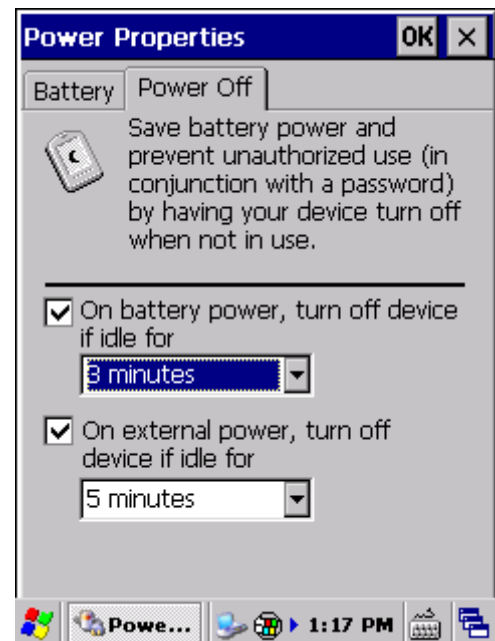 Power Properties OK ×
Battery Power Off
Save battery power and
prevent unauthorized use (in
conjunction with a password)
by having your device turn off
when not in use.
On battery power, turn off device
if idle for
3 minutes
On external power, turn off
device if idle for
5 minutes
Powe... 1:17 PM